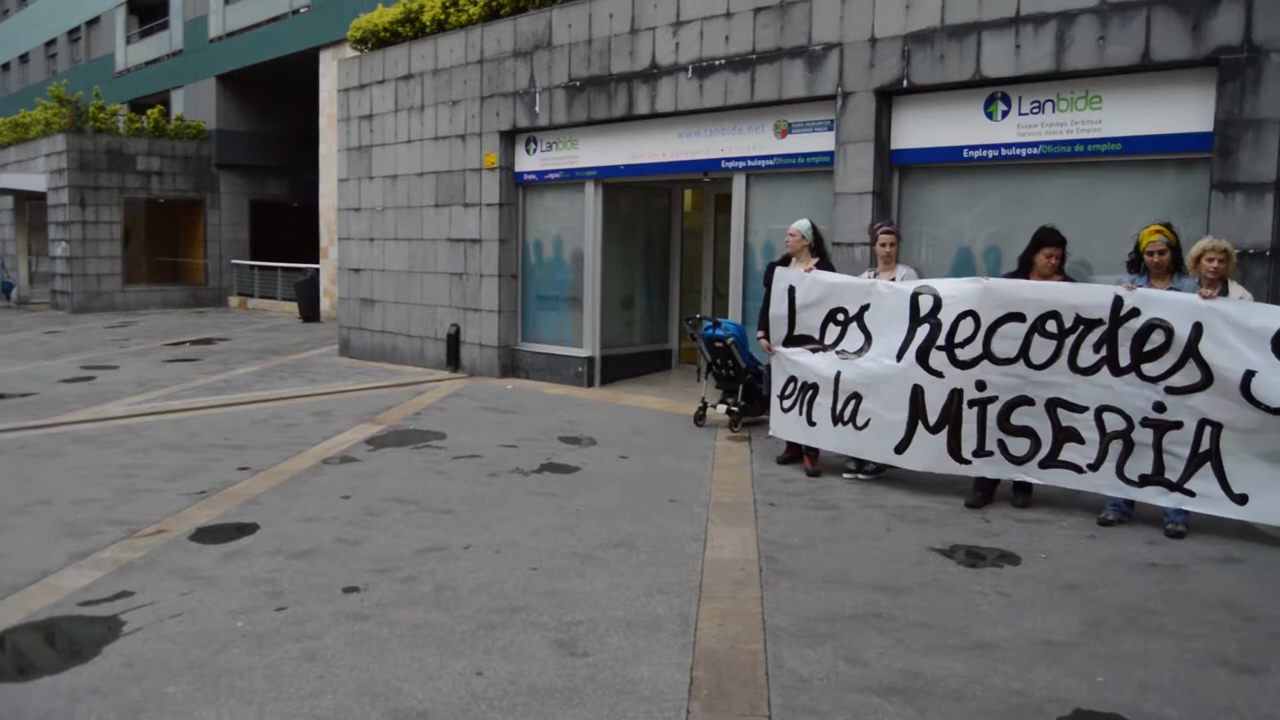 Lanbide
www.lanbide.net
Enplegu bulegoa/Oficina de empleo
Lanbide
Euskal Enplegu Zerbitzua
Servicio Vasco de Empleo
Enplegu bulegoa/Oficina de empleo
Los Recortes
en la MiSERiA